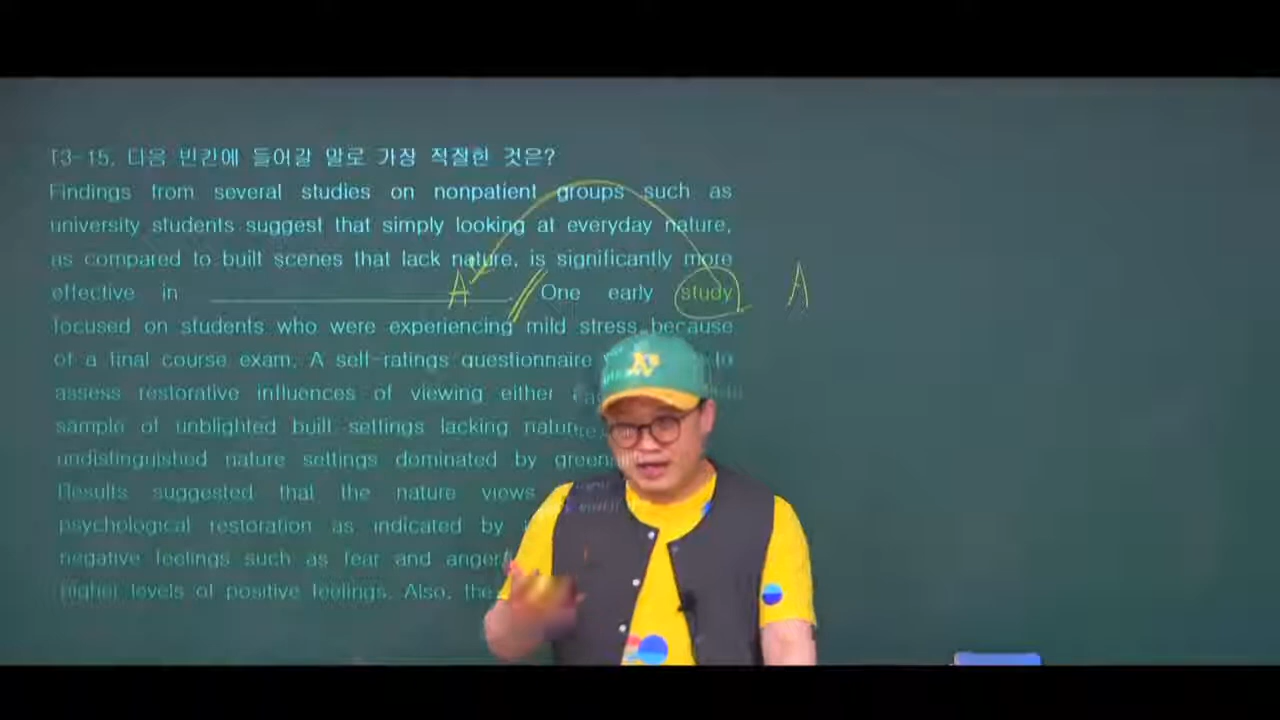 T3-15. 다음 빈칸에 들어갈 말로 가장 적절한 것은?
Findings from several studies on nonpatient groups such as
university students suggest that simply looking at everyday nature,
as compared to built scenes that lack nature, is significantly more
effective in ____________ A. One early study A
focused on students who were experiencing mild stress because
of a final course exam. A self-ratings questionnaire to
assess restorative influences of viewing either
sample of unblighted built settings lacking nature,
undistinguished nature settings dominated by
Results suggested that the nature views
psychological restoration as indicated by
negative feelings such as fear and anger
higher levels of positive feelings. Also, the